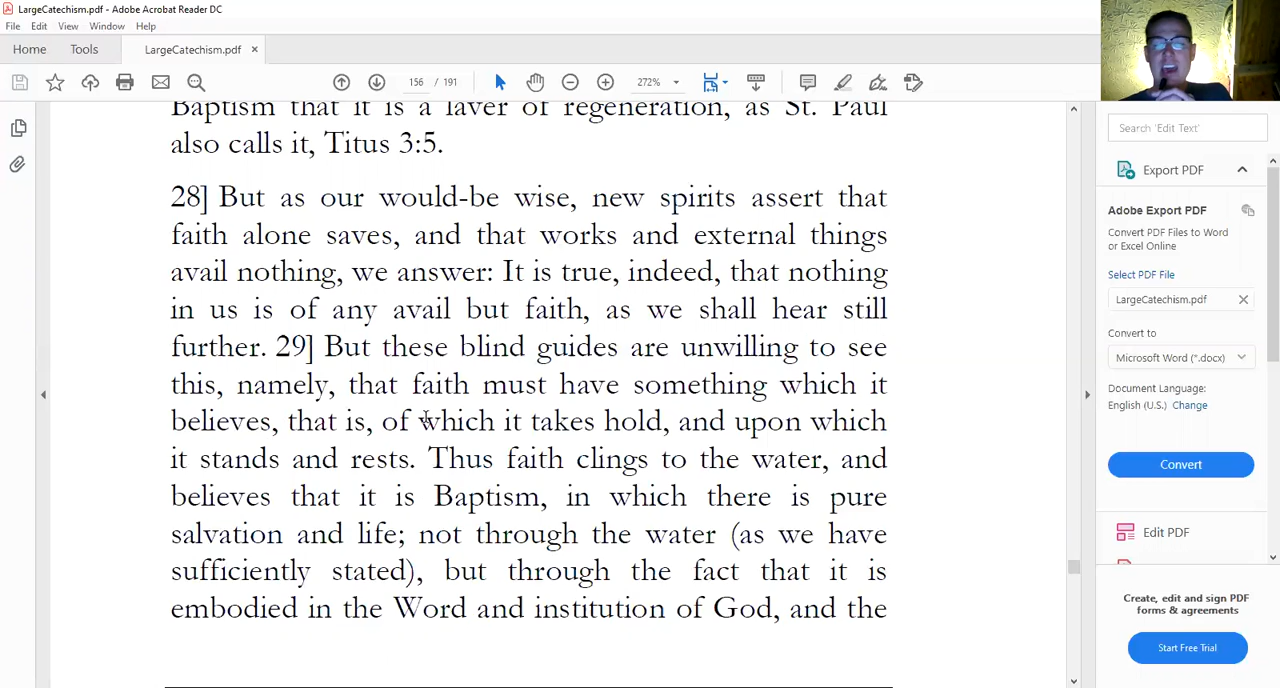 LargeCatechism.pdf - Adobe Acrobat Reader DC
File Edit View Window Help
Home Tools LargeCatechism.pdf ×
156 / 191 272%
Baptism that it is a laver of regeneration, as St. Paul
also calls it, Titus 3:5.
28] But as our would-be wise, new spirits assert that
faith alone saves, and that works and external things
avail nothing, we answer: It is true, indeed, that nothing
in us is of any avail but faith, as we shall hear still
further. 29] But these blind guides are unwilling to see
this, namely, that faith must have something which it
believes, that is, of which it takes hold, and upon which
it stands and rests. Thus faith clings to the water, and
believes that it is Baptism, in which there is pure
salvation and life; not through the water (as we have
sufficiently stated), but through the fact that it is
embodied in the Word and institution of God, and the
Search 'Edit Text'
Export PDF
Adobe Export PDF
Convert PDF Files to Word
or Excel Online
Select PDF File
LargeCatechism.pdf ×
Convert to
Microsoft Word (*.docx)
Document Language:
English (U.S.) Change
Convert
Edit PDF
Create, edit and sign PDF
forms & agreements
Start Free Trial